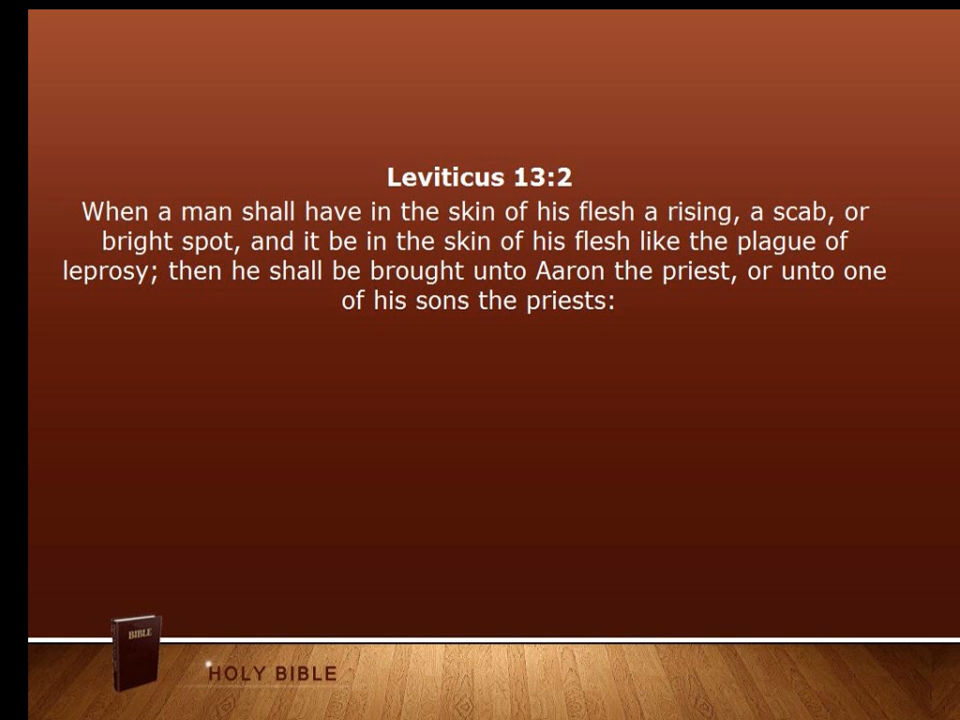 Leviticus 13:2
When a man shall have in the skin of his flesh a rising, a scab, or
bright spot, and it be in the skin of his flesh like the plague of
leprosy; then he shall be brought unto Aaron the priest, or unto one
of his sons the priests:
BIBLE
HOLY BIBLE